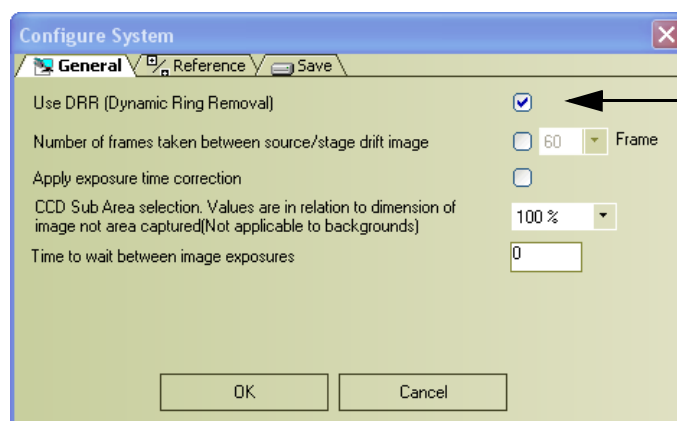 Configure System
General Reference Save
Use DRR (Dynamic Ring Removal)
Number of frames taken between source/stage drift image 60 Frame
Apply exposure time correction
CCD Sub Area selection. Values are in relation to dimension of
image not area captured(Not applicable to backgrounds) 100 %
Time to wait between image exposures 0
OK Cancel